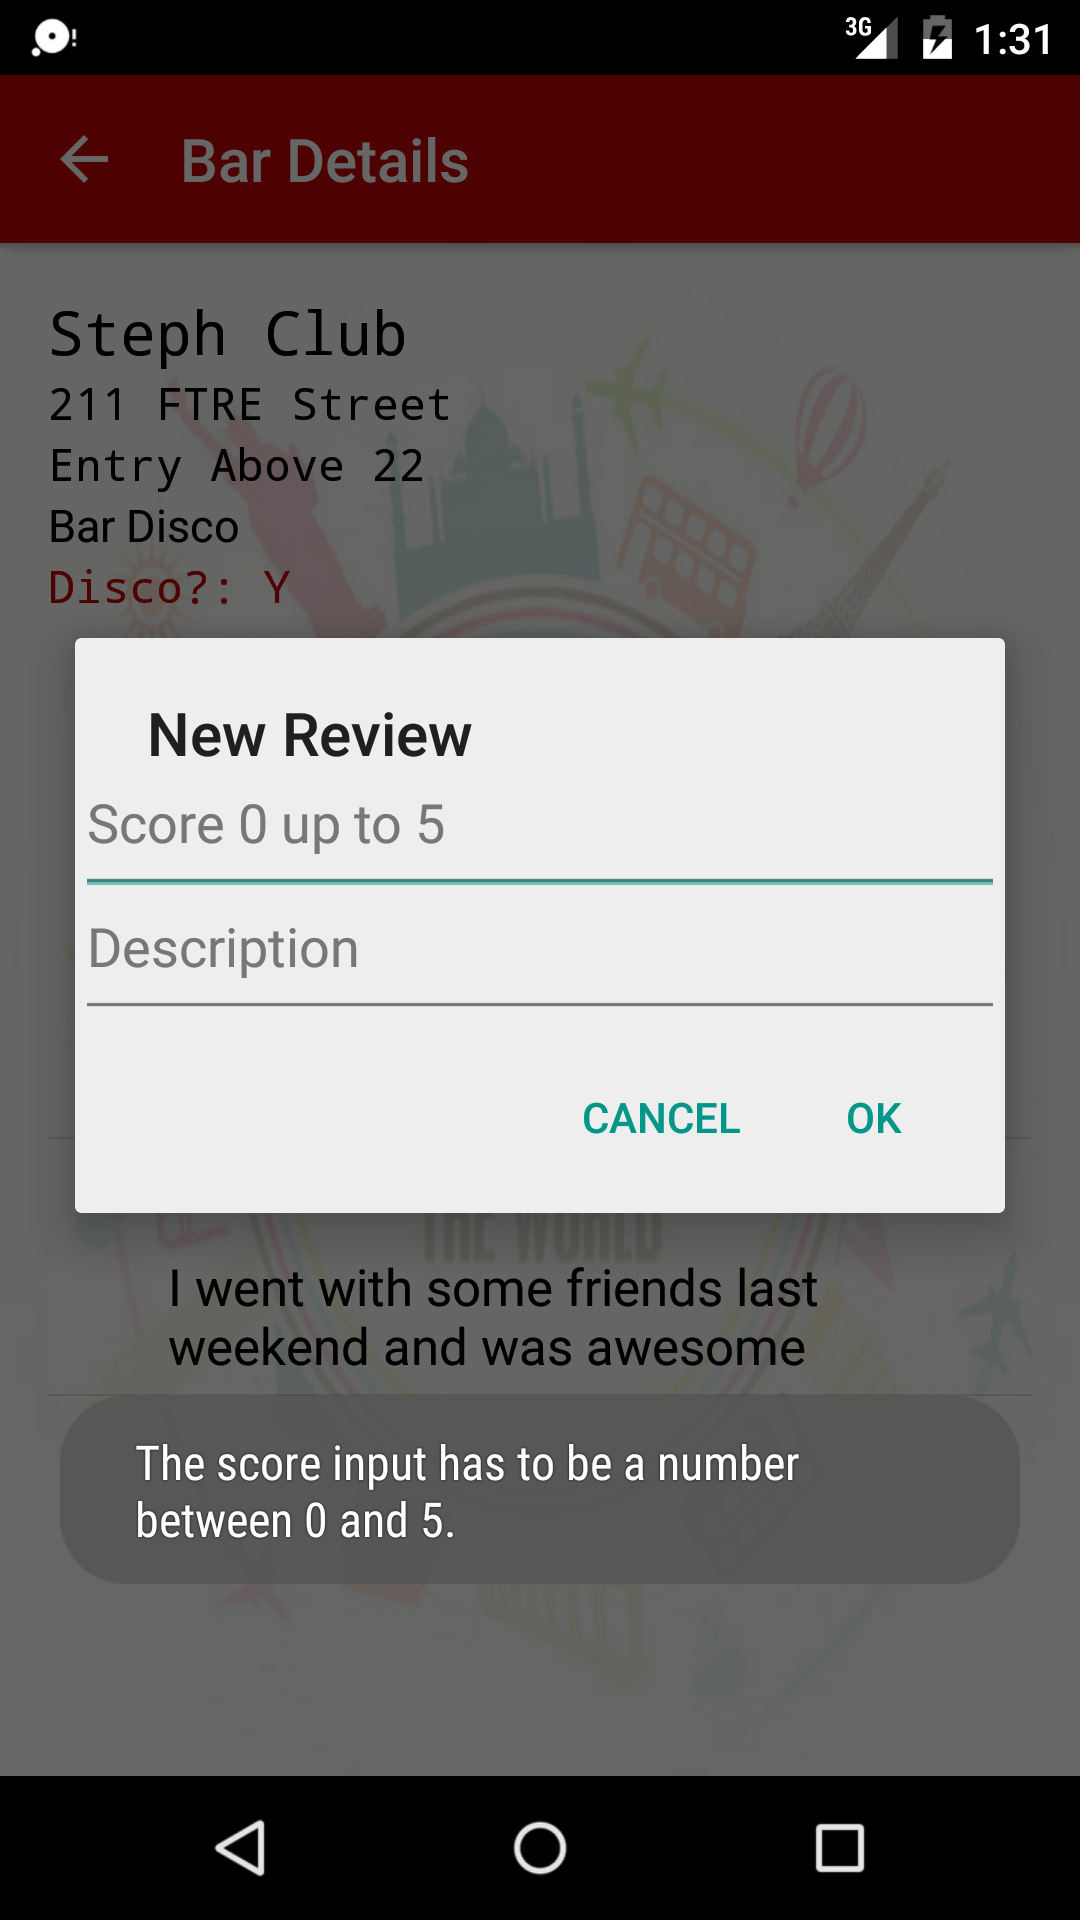 3G 1:31
Bar Details
Steph Club
211 FTRE Street
Entry Above 22
Bar Disco
Disco?: Y
New Review
Score 0 up to 5
Description
CANCEL OK
THE WORLD
I went with some friends last
weekend and was awesome
The score input has to be a number
between 0 and 5.